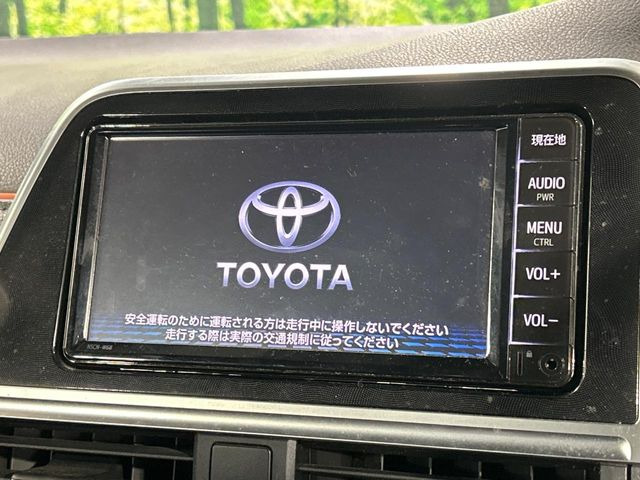 TOYOTA
安全運転のために運転される方は走行中に操作しないでください
走行する際は実際の交通規制に従ってください
NSCN-W68
現在地
AUDIO
PWR
MENU
CTRL
VOL+
VOL-